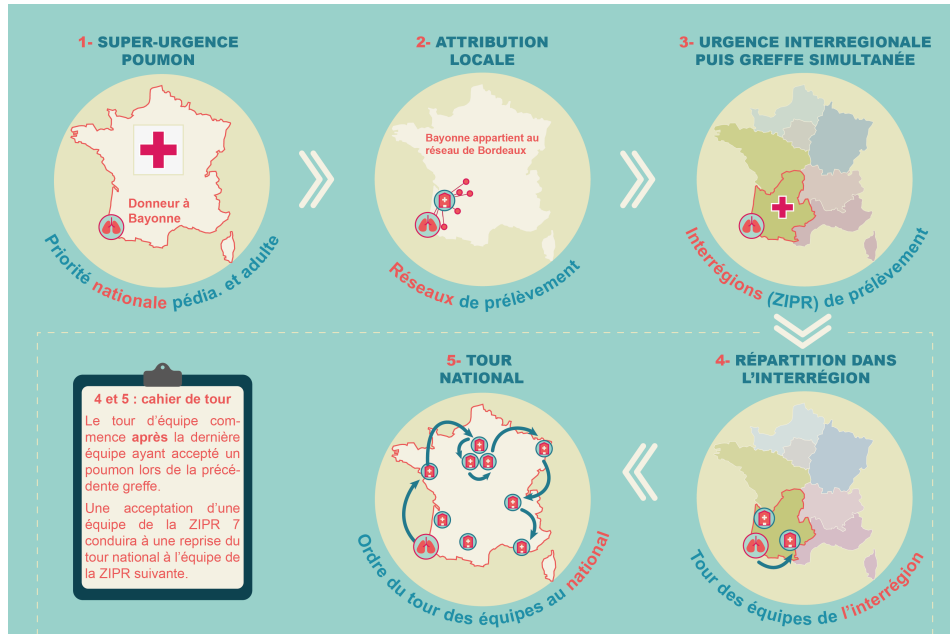 1- SUPER-URGENCE
POUMON
Donneur à
Bayonne
Priorité nationale pédia. et adulte
2- ATTRIBUTION
LOCALE
Bayonne appartient au
réseau de Bordeaux
Réseaux de prélèvement
3- URGENCE INTERREGIONALE
PUIS GREFFE SIMULTANÉE
Interrégions (ZIPR) de prélèvement
4- RÉPARTITION DANS
L’INTERRÉGION
Tour des équipes de l’interrégion
5- TOUR
NATIONAL
Ordre du tour des équipes au national
4 et 5 : cahier de tour
Le tour d’équipe com-
mence après la dernière
équipe ayant accepté un
poumon lors de la précé-
dente greffe.
Une acceptation d’une
équipe de la ZIPR 7
conduira à une reprise du
tour national à l’équipe de
la ZIPR suivante.